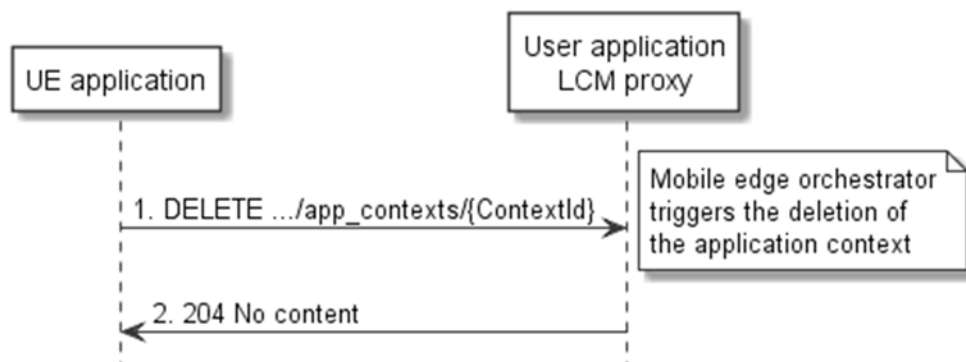 UE application
User application
LCM proxy
Mobile edge orchestrator
triggers the deletion of
the application context
1. DELETE .../app_contexts/{ContextId}
2. 204 No content